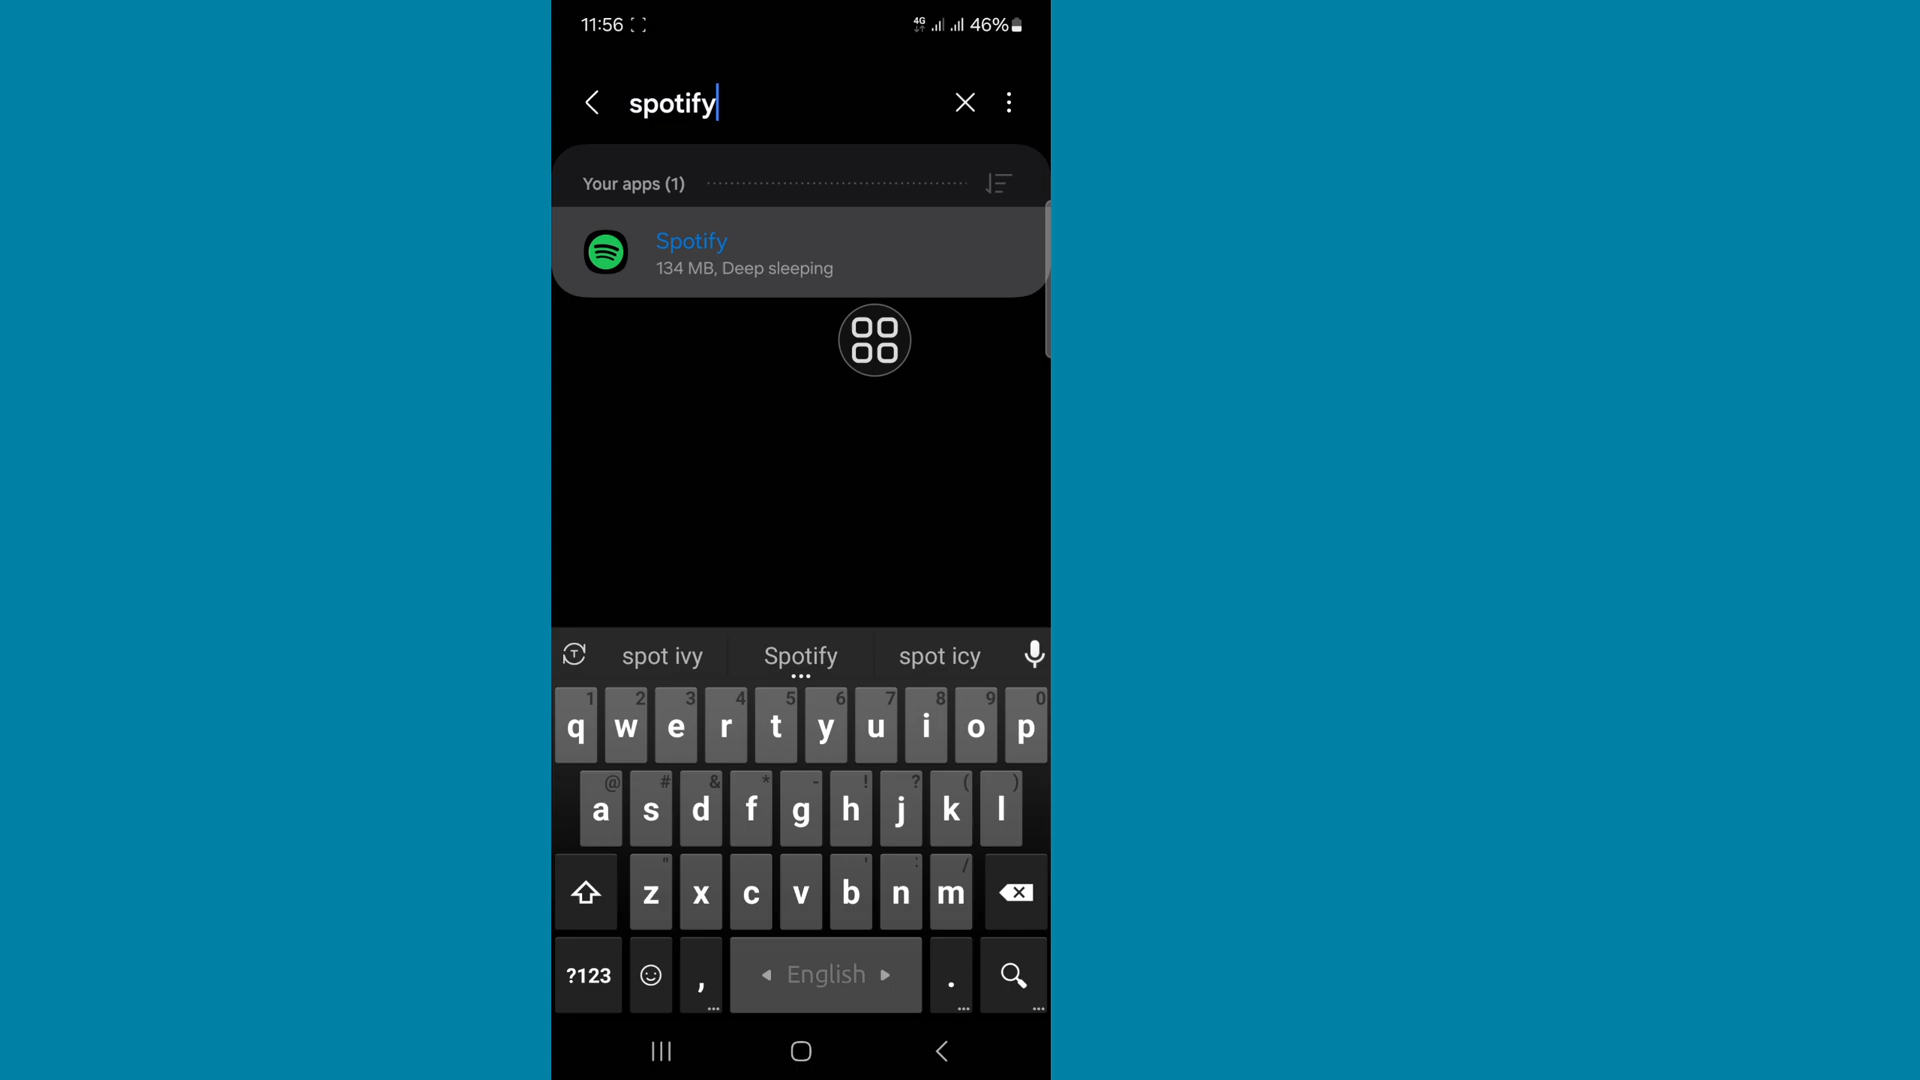 11:56 4G 46%
spotify
Your apps (1)
Spotify
134 MB, Deep sleeping
T spot ivy Spotify spot icy
1 2 3 4 5 6 7 8 9 0
q w e r t y u i o p
@ # & * - ! ? ( )
a s d f g h j k l
" ' : /
z x c v b n m
?123 , English .